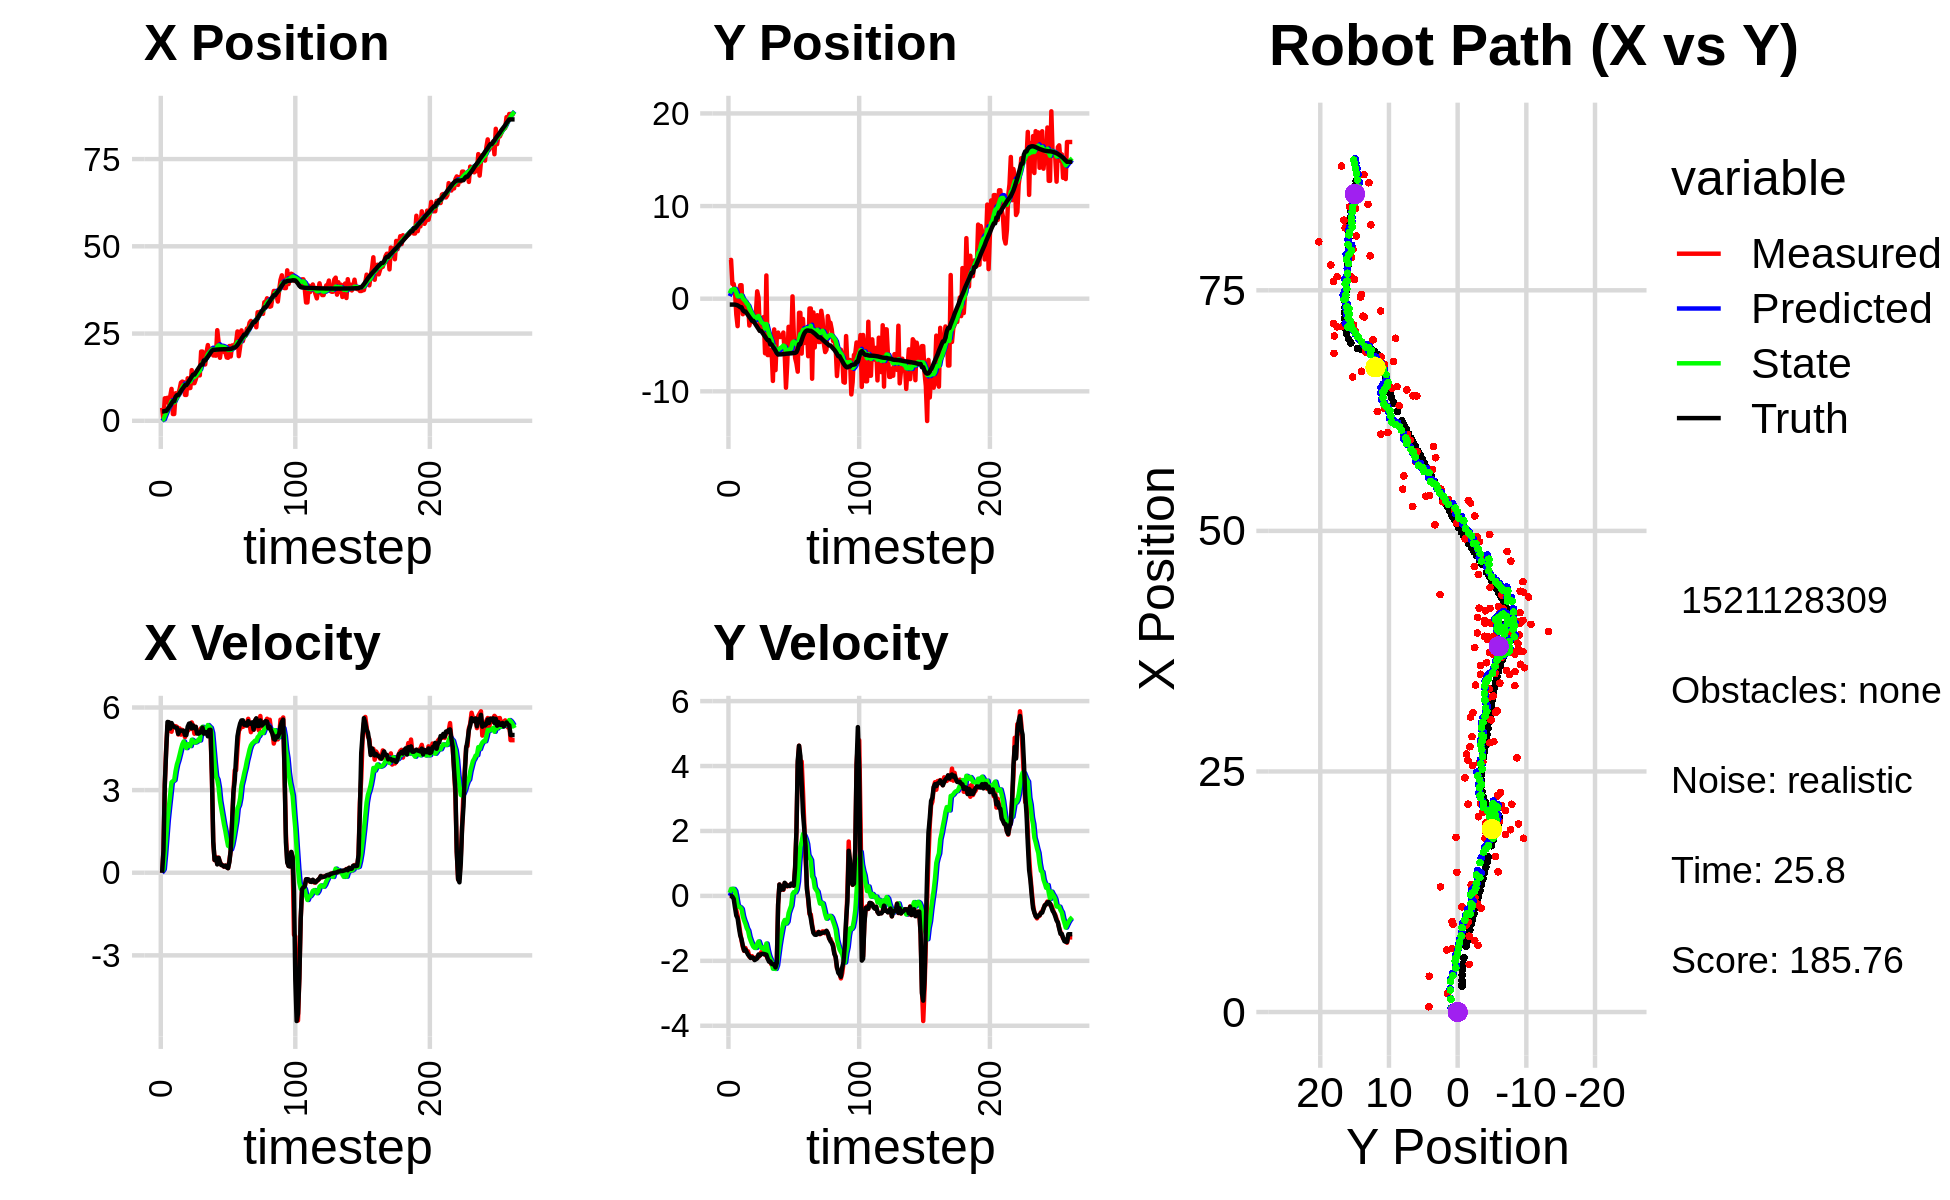 X Position
75
50
25
0
0
100
200
timestep
Y Position
20
10
0
-10
0
100
200
timestep
X Velocity
6
3
0
-3
0
100
200
timestep
Y Velocity
6
4
2
0
-2
-4
0
100
200
timestep
Robot Path (X vs Y)
X Position
75
50
25
0
20 10 0 -10 -20
Y Position
variable
Measured
Predicted
State
Truth
1521128309
Obstacles: none
Noise: realistic
Time: 25.8
Score: 185.76